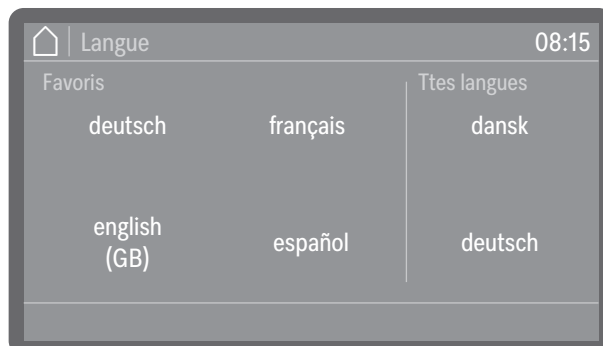 Langue
08:15
Favoris
Ttes langues
deutsch
français
dansk
english
(GB)
español
deutsch